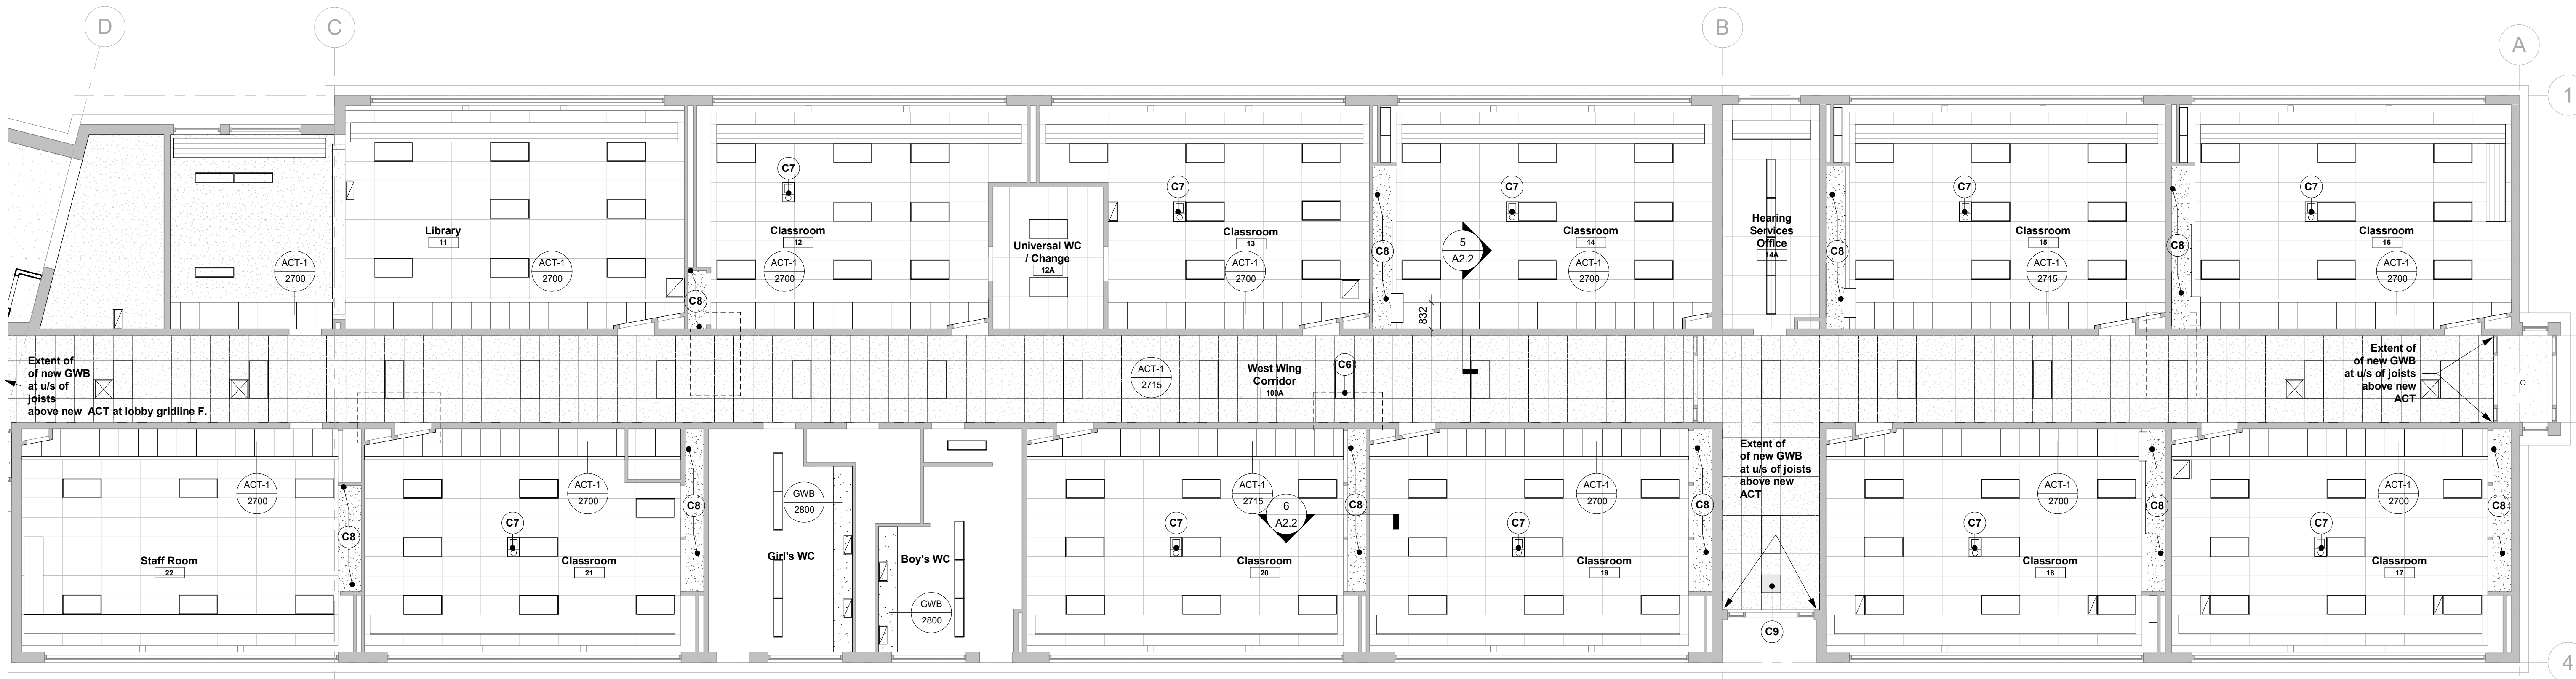 D
C
B
A
1
C7
C7
C7
C7
C7
Library
11
Classroom
12
Universal WC
/ Change
12A
Classroom
13
Classroom
14
Hearing
Services
Office
14A
Classroom
15
Classroom
16
C8
C8
C8
C8
5
A2.2
ACT-1
2700
ACT-1
2700
ACT-1
2700
ACT-1
2700
ACT-1
2700
ACT-1
2715
ACT-1
2700
832
Extent of
of new GWB
at u/s of
joists
above new ACT at lobby gridline F.
ACT-1
2715
West Wing
Corridor
100A
C6
Extent of
of new GWB
at u/s of joists
above new
ACT
ACT-1
2700
ACT-1
2700
GWB
2800
ACT-1
2715
6
A2.2
ACT-1
2700
Extent of
of new GWB
at u/s of joists
above new
ACT
ACT-1
2700
ACT-1
2700
C8
C8
C8
C8
C8
C8
C7
C7
C7
C7
C7
Staff Room
22
Classroom
21
Girl's WC
Boy's WC
GWB
2800
Classroom
20
Classroom
19
Classroom
18
Classroom
17
C9
4